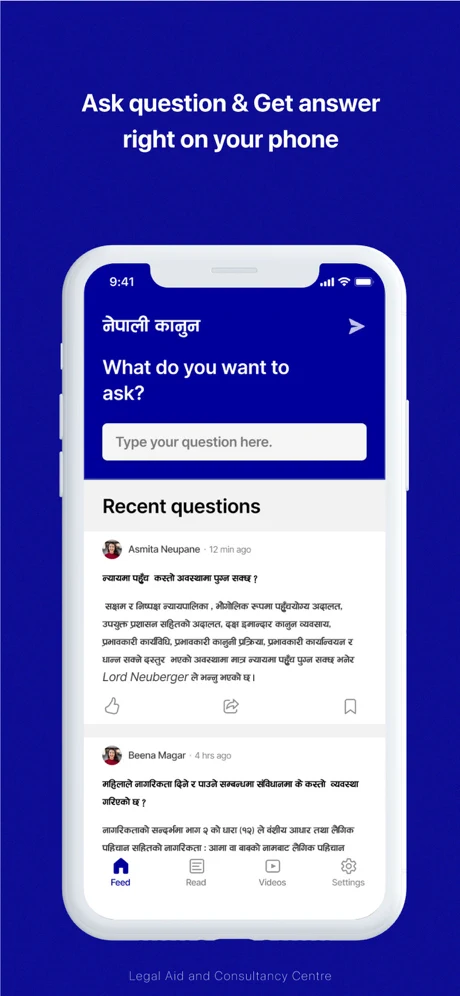 Ask question & Get answer
right on your phone
9:41
नेपाली कानुन
What do you want to
ask?
Type your question here.
Recent questions
Asmita Neupane · 12 min ago
न्यायमा पहुँच कस्तो अवस्थामा पुग्न सक्छ ?
सक्षम र निष्पक्ष न्यायपालिका , भौगोलिक रूपमा पहुँचयोग्य अदालत,
उपयुक्त प्रशासन सहितको अदालत, दक्ष इमान्दार कानुन व्यवसाय,
प्रभावकारी कार्यविधि, प्रभावकारी कानुनी प्रक्रिया, प्रभावकारी कार्यान्वयन र
धान्न सक्ने दस्तुर भएको अवस्थामा मात्र न्यायमा पहुँच पुग्न सक्छ भनेर
Lord Neuberger ले भन्नु भएको छ ।
Beena Magar · 4 hrs ago
महिलाले नागरिकता दिने र पाउने सम्बन्धमा संविधानमा के कस्तो व्यवस्था
गरिएको छ ?
नागरिकताको सन्दर्भमा भाग २ को धारा (१२) ले वंशीय आधार तथा लैंगिक
पहिचान सहितको नागरिकता : आमा वा बाबुको नामबाट लैंगिक पहिचान
Feed
Read
Videos
Settings
Legal Aid and Consultancy Centre